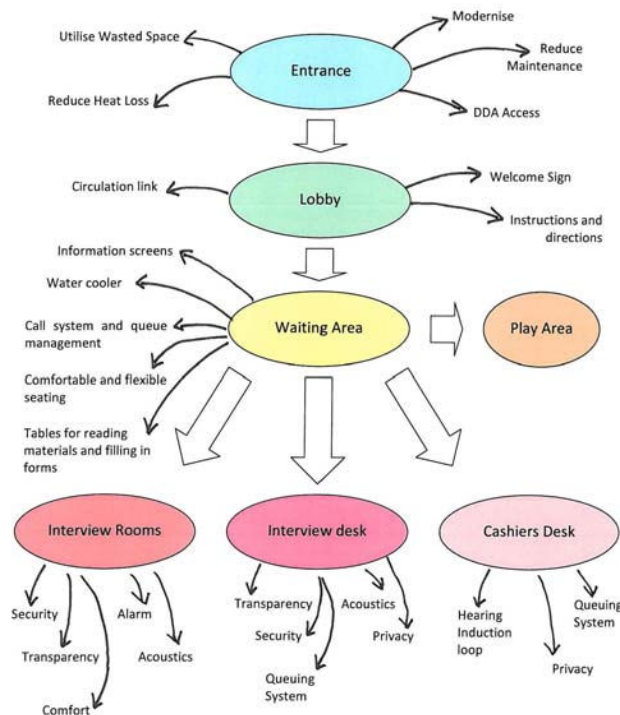 Modernise
Utilise Wasted Space
Entrance
Reduce
Maintenance
Reduce Heat Loss
DDA Access
Circulation link
Lobby
Welcome Sign
Instructions and
directions
Information screens
Water cooler
Call system and queue
management
Waiting Area
Play Area
Comfortable and flexible
seating
Tables for reading
materials and filling in
forms
Interview Rooms
Interview desk
Cashiers Desk
Security
Alarm
Transparency
Acoustics
Comfort
Transparency
Acoustics
Security
Privacy
Queuing
System
Hearing
Induction
loop
Queuing
System
Privacy